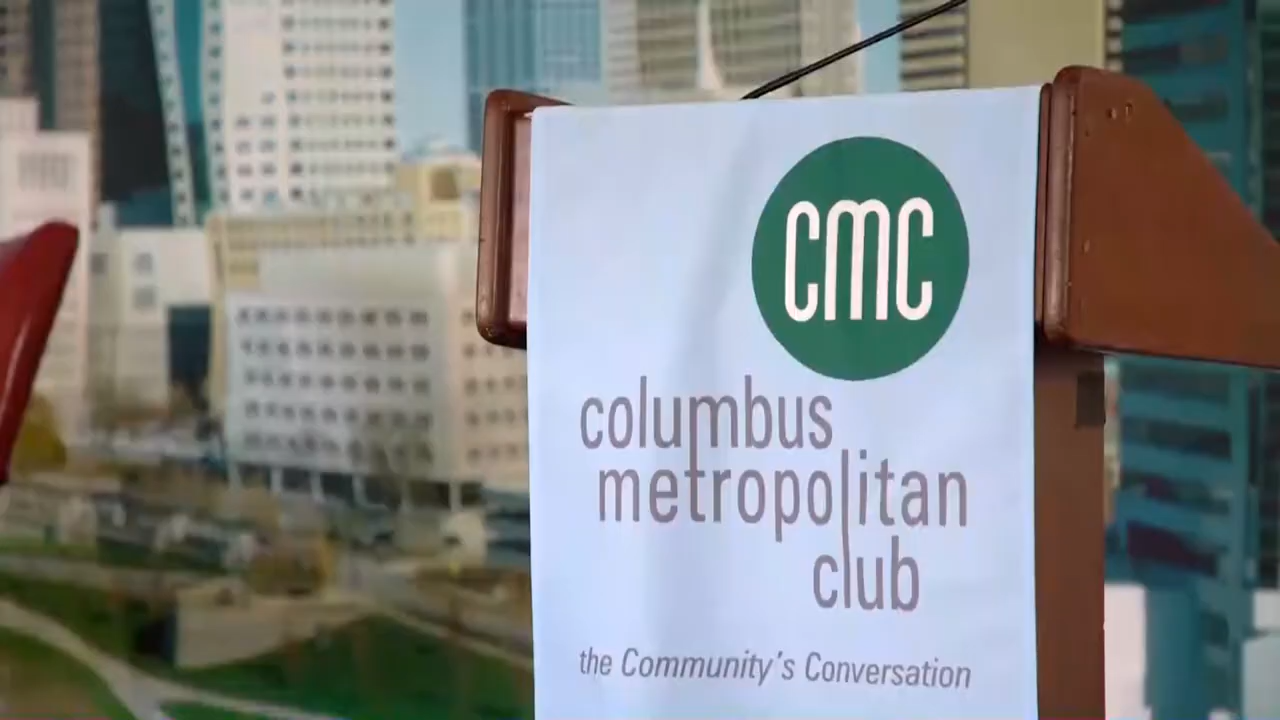 cmc
columbus
metropolitan
club
the Community's Conversation